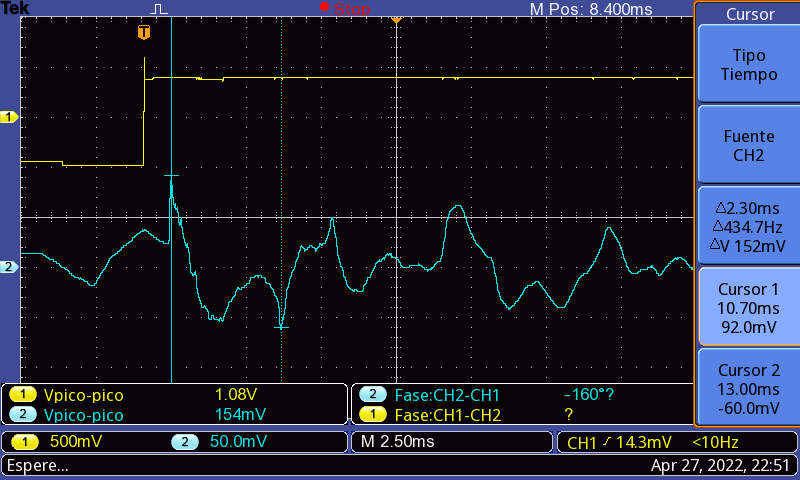 Tek
Stop
M Pos: 8.400ms
Cursor
T
Tipo
Tiempo
1
Fuente
CH2
△2.30ms
△434.7Hz
△V 152mV
2
Cursor 1
10.70ms
92.0mV
Cursor 2
13.00ms
-60.0mV
1 Vpico-pico 1.08V
2 Vpico-pico 154mV
2 Fase:CH2-CH1 -160°?
1 Fase:CH1-CH2 ?
1 500mV 2 50.0mV M 2.50ms CH1 14.3mV <10Hz
Espere... Apr 27, 2022, 22:51